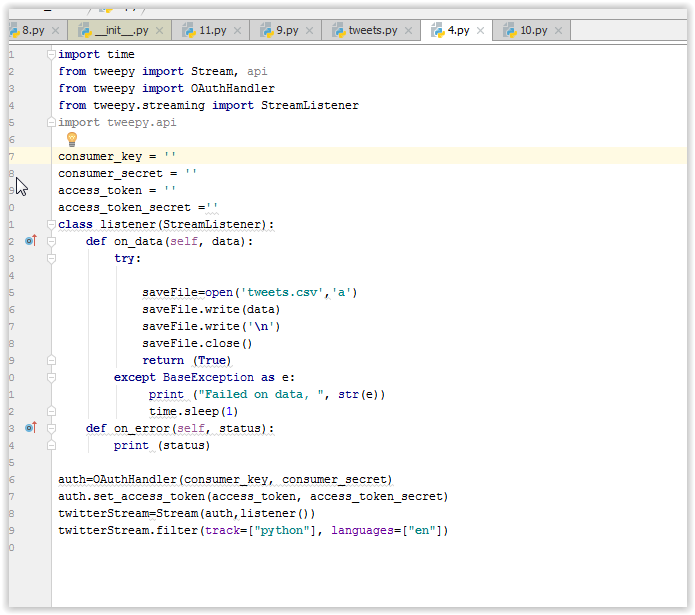 8.py __init__.py 11.py 9.py tweets.py 4.py 10.py
1 import time
2 from tweepy import Stream, api
3 from tweepy import OAuthHandler
4 from tweepy.streaming import StreamListener
5 import tweepy.api
6
7 consumer_key = ''
8 consumer_secret = ''
9 access_token = ''
0 access_token_secret =''
1 class listener(StreamListener):
2 def on_data(self, data):
3 try:
4
5 saveFile=open('tweets.csv','a')
6 saveFile.write(data)
7 saveFile.write('\n')
8 saveFile.close()
9 return (True)
0 except BaseException as e:
1 print ("Failed on data, ", str(e))
2 time.sleep(1)
3 def on_error(self, status):
4 print (status)
5
6 auth=OAuthHandler(consumer_key, consumer_secret)
7 auth.set_access_token(access_token, access_token_secret)
8 twitterStream=Stream(auth,listener())
9 twitterStream.filter(track=["python"], languages=["en"])
0